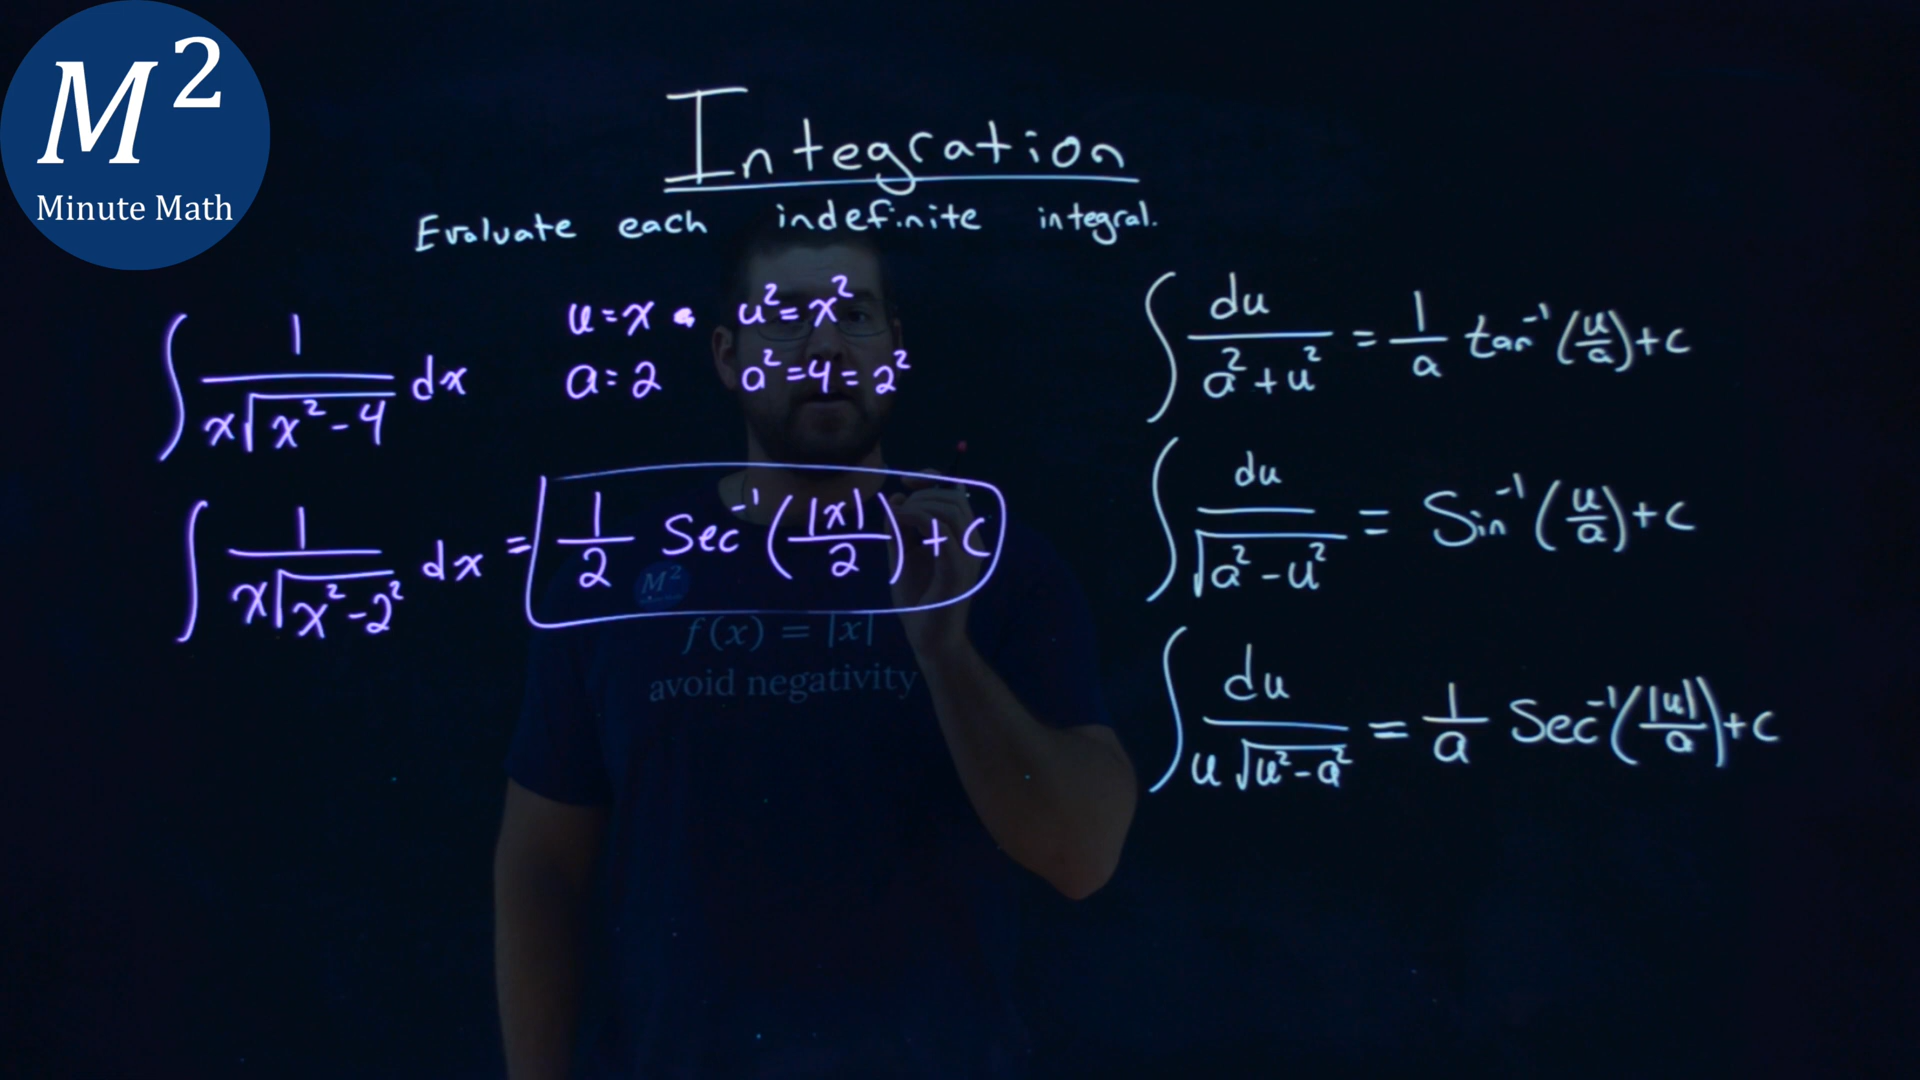 M²
Minute Math
Integration
Evaluate each indefinite integral.
∫ 1/(x√(x²-4)) dx
u=x u²=x²
a=2 a²=4=2²
∫ 1/(x√(x²-2²)) dx = 1/2 Sec⁻¹(|x|/2)+C
M²
f(x) = |x|
avoid negativity
∫ du/(a²+u²) = 1/a tan⁻¹(u/a)+C
∫ du/√(a²-u²) = Sin⁻¹(u/a)+C
∫ du/(u√(u²-a²)) = 1/a Sec⁻¹(|u|/a)+C